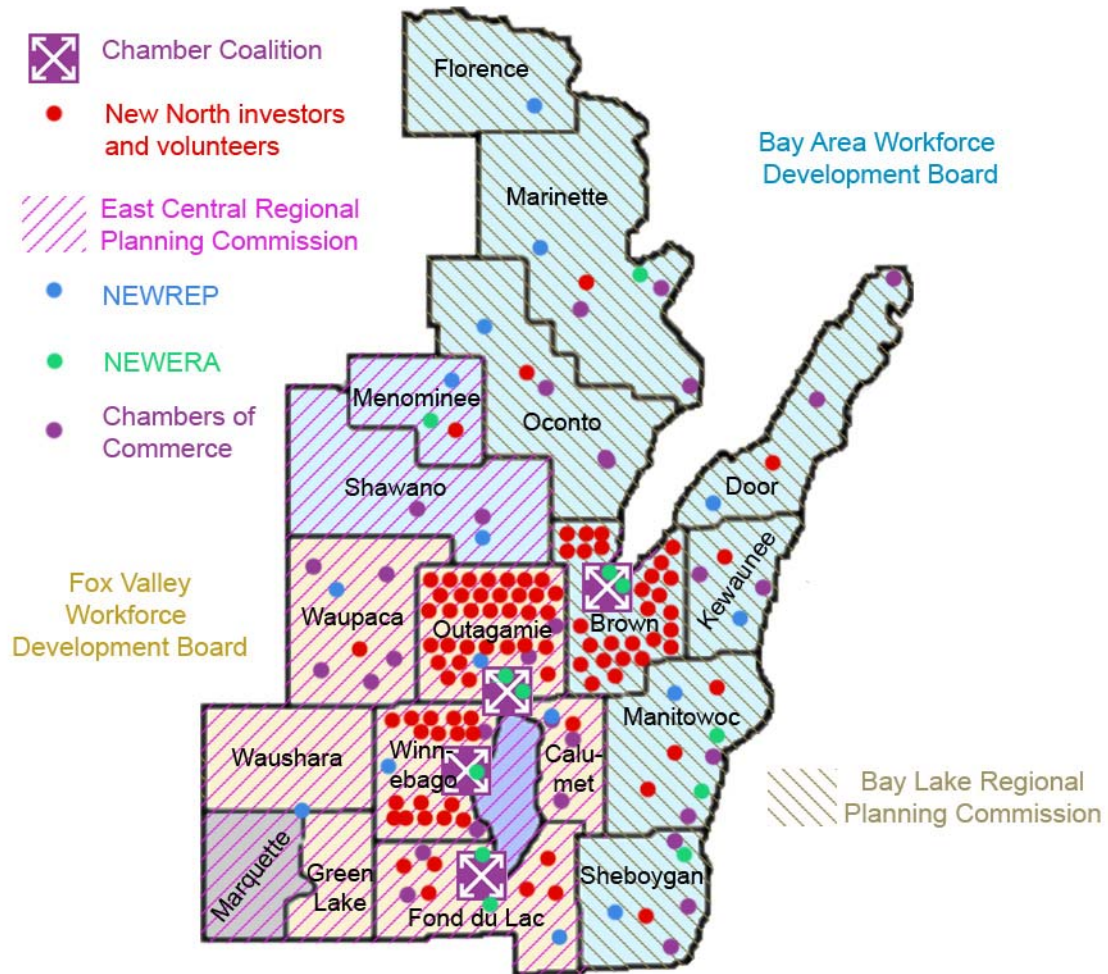 Chamber Coalition
New North investors
and volunteers
East Central Regional
Planning Commission
NEWREP
NEWERA
Chambers of
Commerce
Bay Area Workforce
Development Board
Fox Valley
Workforce
Development Board
Bay Lake Regional
Planning Commission
Florence
Marinette
Menominee
Oconto
Shawano
Door
Kewaunee
Waupaca
Outagamie
Brown
Manitowoc
Waushara
Winn-
ebago
Calu-
met
Marquette
Green
Lake
Fond du Lac
Sheboygan